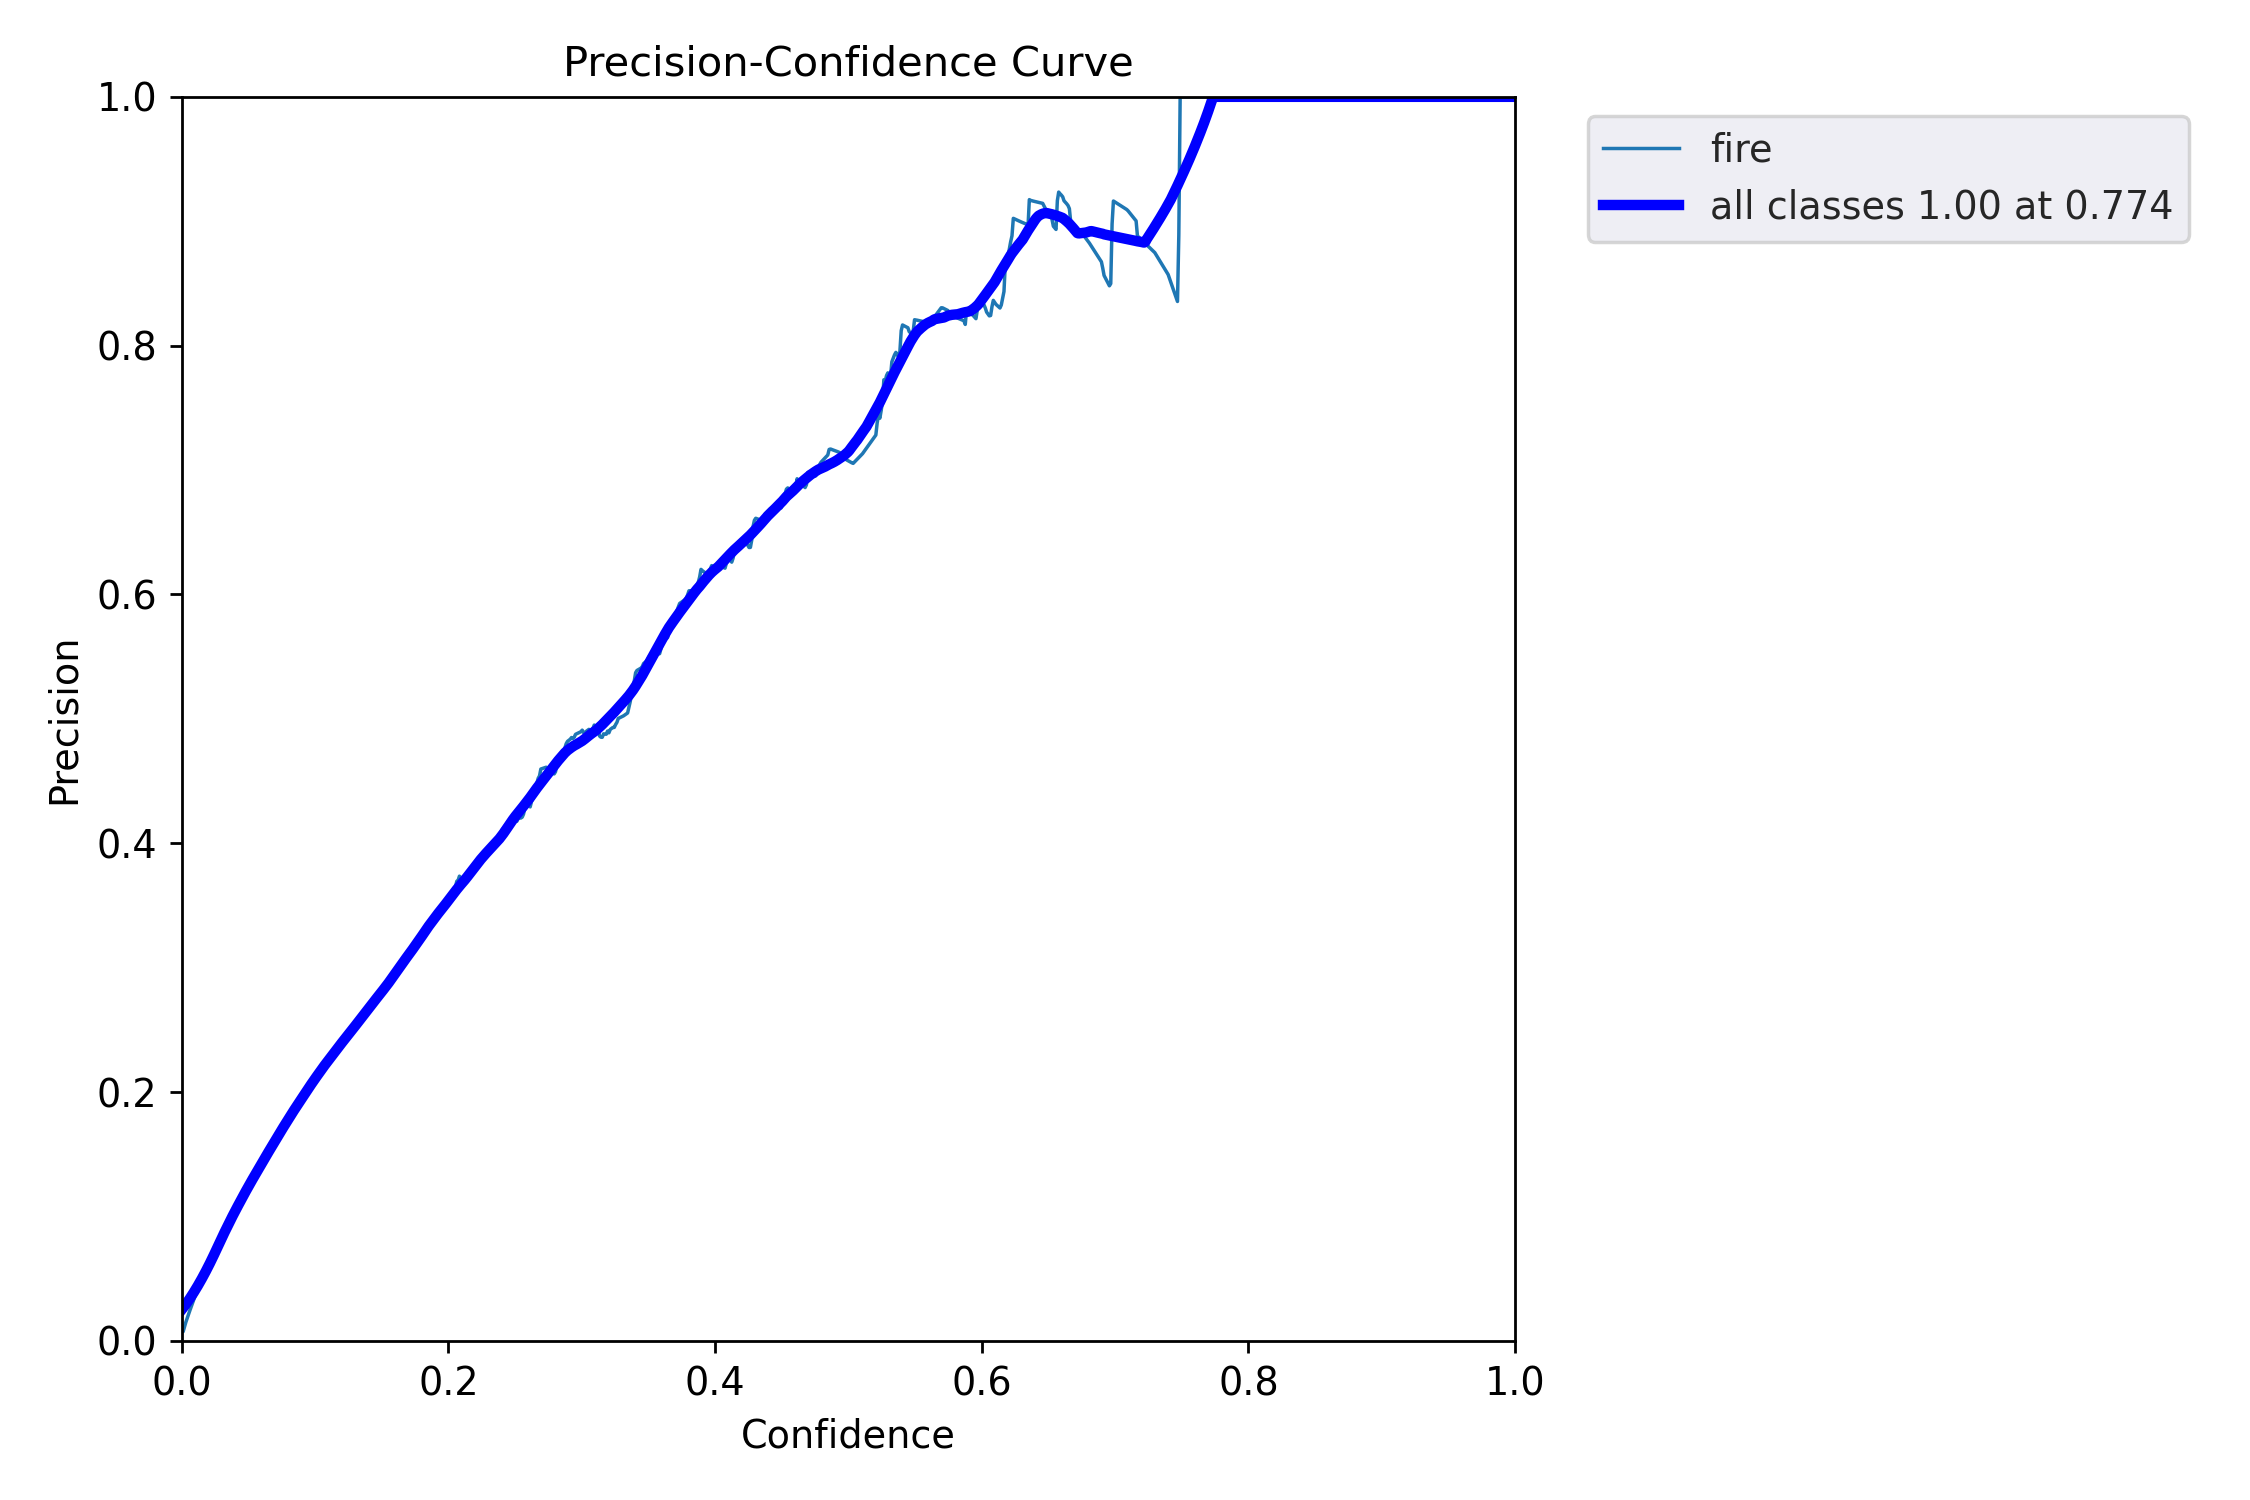 Precision-Confidence Curve
1.0
0.8
0.6
0.4
0.2
0.0
Precision
0.0 0.2 0.4 0.6 0.8 1.0
Confidence
fire
all classes 1.00 at 0.774